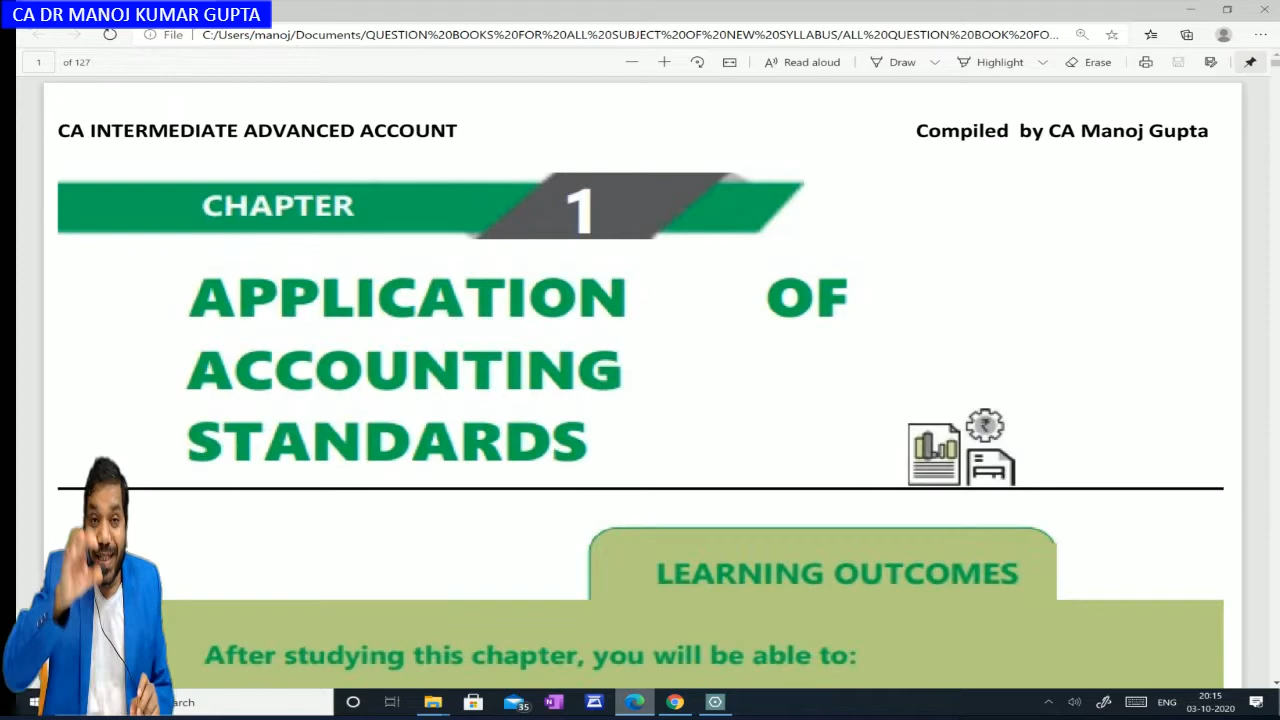 CA DR MANOJ KUMAR GUPTA
File C:/Users/manoj/Documents/QUESTION%20BOOKS%20FOR%20ALL%20SUBJECT%20OF%20NEW%20SYLLABUS/ALL%20QUESTION%20BOOK%20FO...
1 of 127 Read aloud Draw Highlight Erase
CA INTERMEDIATE ADVANCED ACCOUNT Compiled by CA Manoj Gupta
CHAPTER 1
APPLICATION OF
ACCOUNTING
STANDARDS
LEARNING OUTCOMES
After studying this chapter, you will be able to:
35 ENG 20:15
03-10-2020